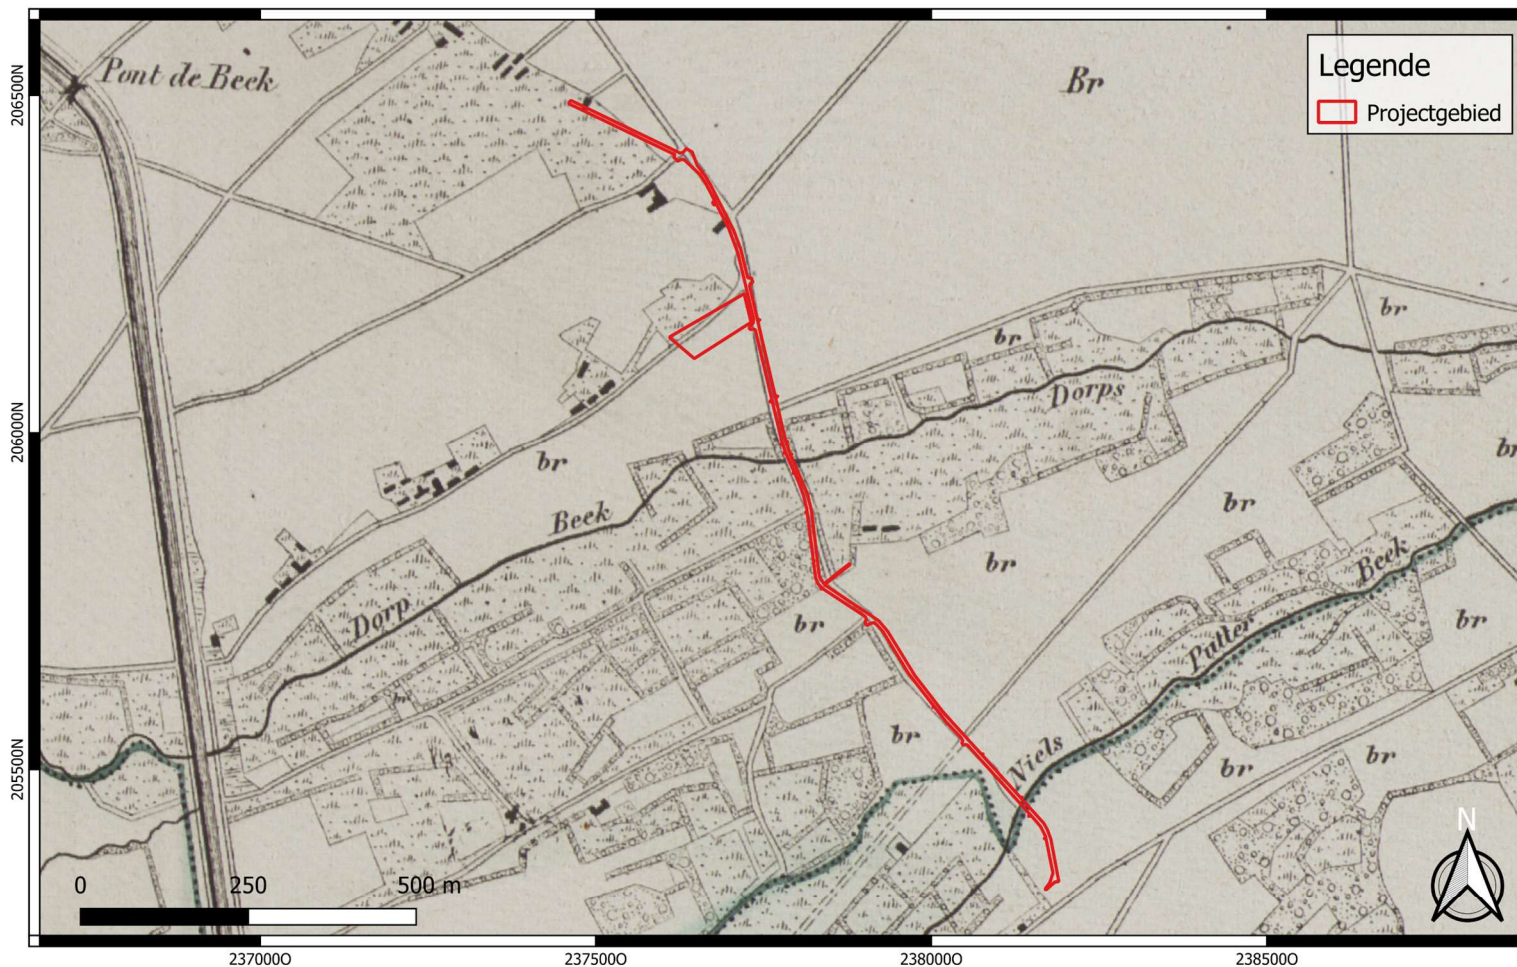 Legende
Projectgebied
Pont de Beek
Br
br
br
Dorps
br
br
br
Beek
br
Dorp
br
br
Beek
Putter
br
br
Niels
br
br
N
0 250 500 m
206500N
206000N
205500N
237000O
237500O
238000O
238500O